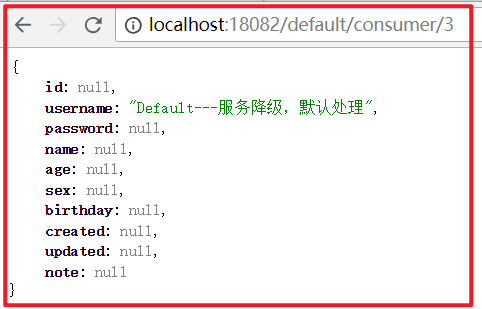 localhost:18082/default/consumer/3
{
id: null,
username: "Default---服务降级，默认处理",
password: null,
name: null,
age: null,
sex: null,
birthday: null,
created: null,
updated: null,
note: null
}